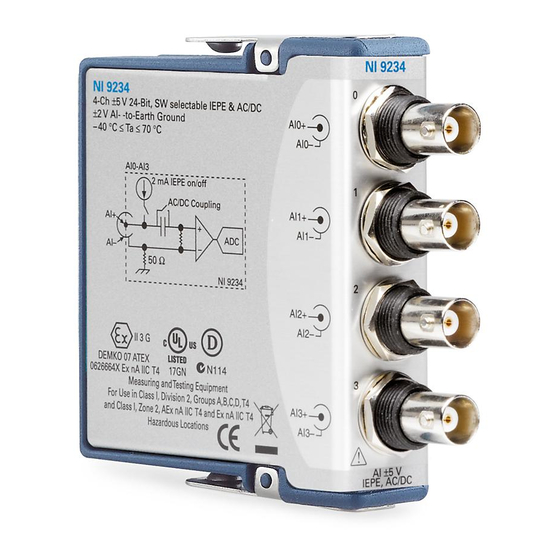 NI 9234
4-Ch ±5 V 24-Bit, SW selectable IEPE & AC/DC
±2 V AI- -to-Earth Ground
–40 °C ≤ Ta ≤ 70 °C
AI0-AI3
2 mA IEPE on/off
AC/DC Coupling
AI+
AI–
+
–
ADC
50 Ω
NI 9234
Ex II 3 G
DEMKO 07 ATEX
0626664X Ex nA IIC T4
c UL us
LISTED
17GN
D
N114
Measuring and Testing Equipment
For Use in Class I, Division 2, Groups A,B,C,D,T4
and Class I, Zone 2, AEx nA IIC T4 and Ex nA IIC T4
Hazardous Locations
CE
NI 9234
0
AI0+
AI0–
1
AI1+
AI1–
2
AI2+
AI2–
3
AI3+
AI3–
AI ±5 V
IEPE, AC/DC